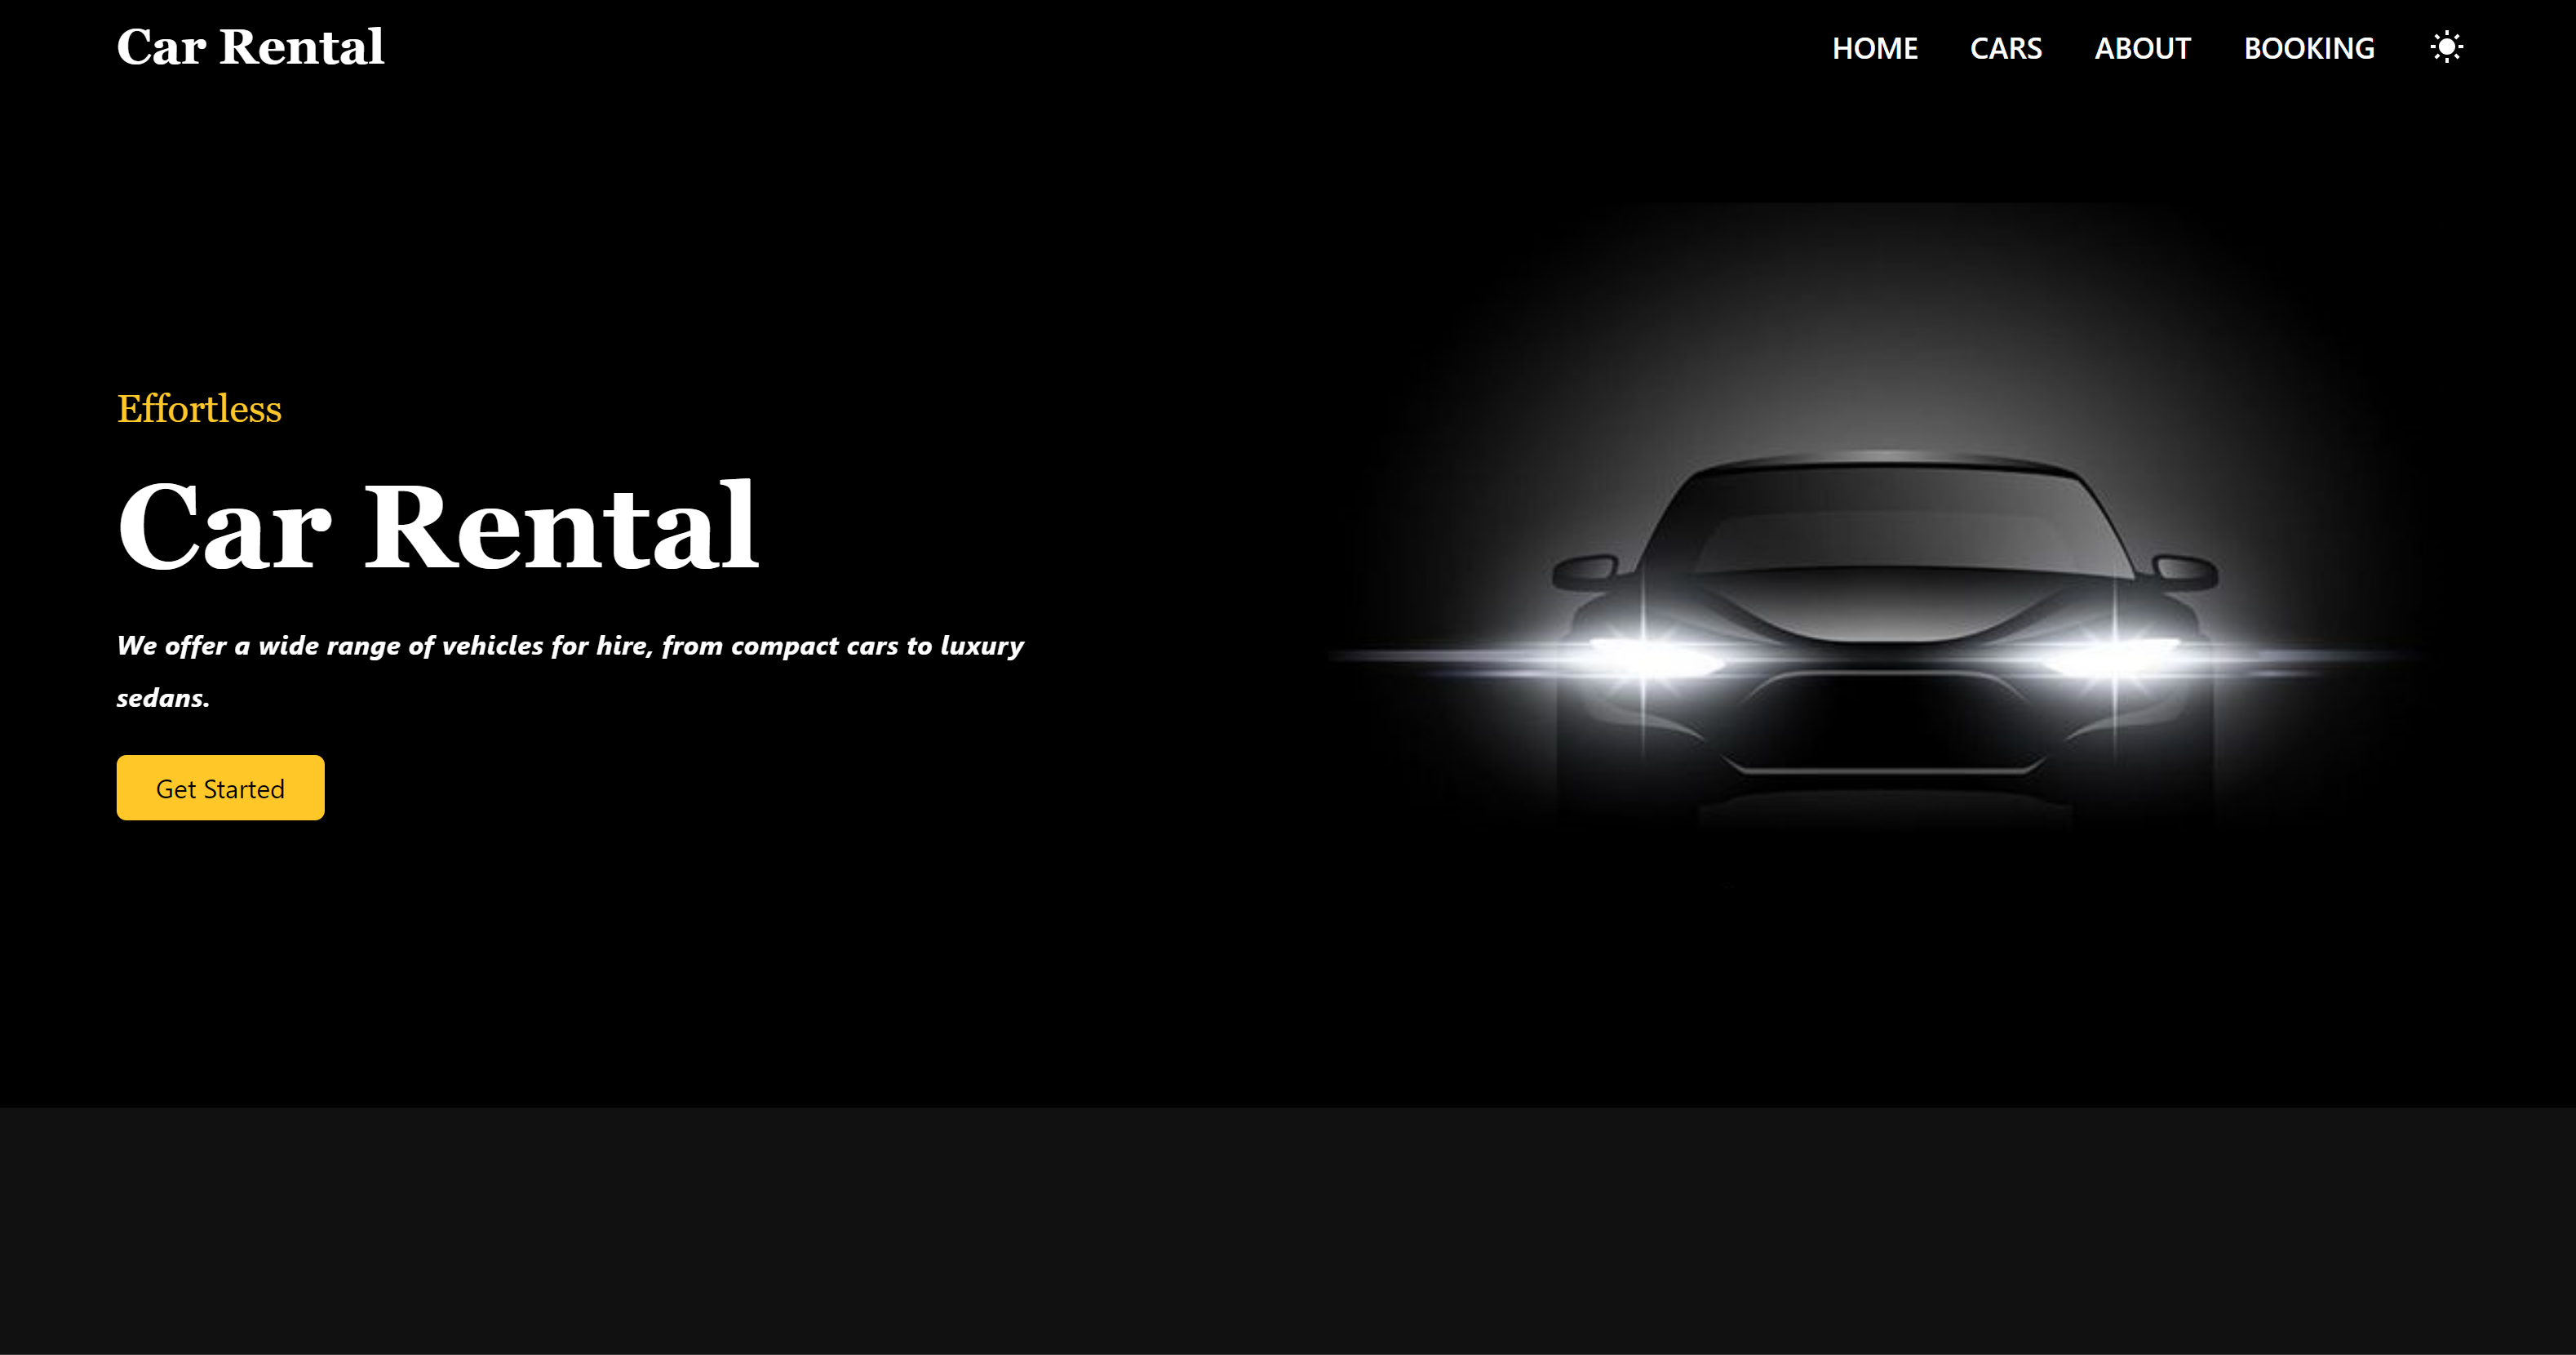 Car Rental
HOME CARS ABOUT BOOKING
Effortless
Car Rental
We offer a wide range of vehicles for hire, from compact cars to luxury
sedans.
Get Started